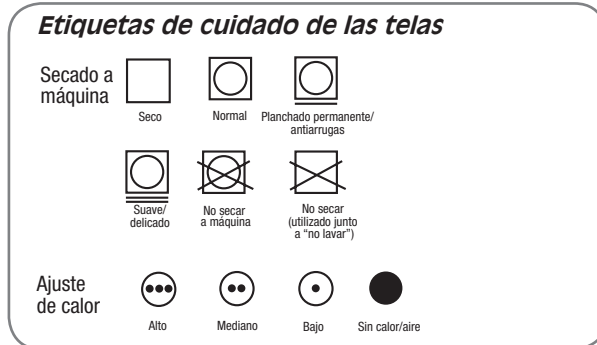 Etiquetas de cuidado de las telas
Secado a
máquina
Seco
Normal
Planchado permanente/
antiarrugas
Suave/
delicado
No secar
a máquina
No secar
(utilizado junto
a “no lavar”)
Ajuste
de calor
Alto
Mediano
Bajo
Sin calor/aire